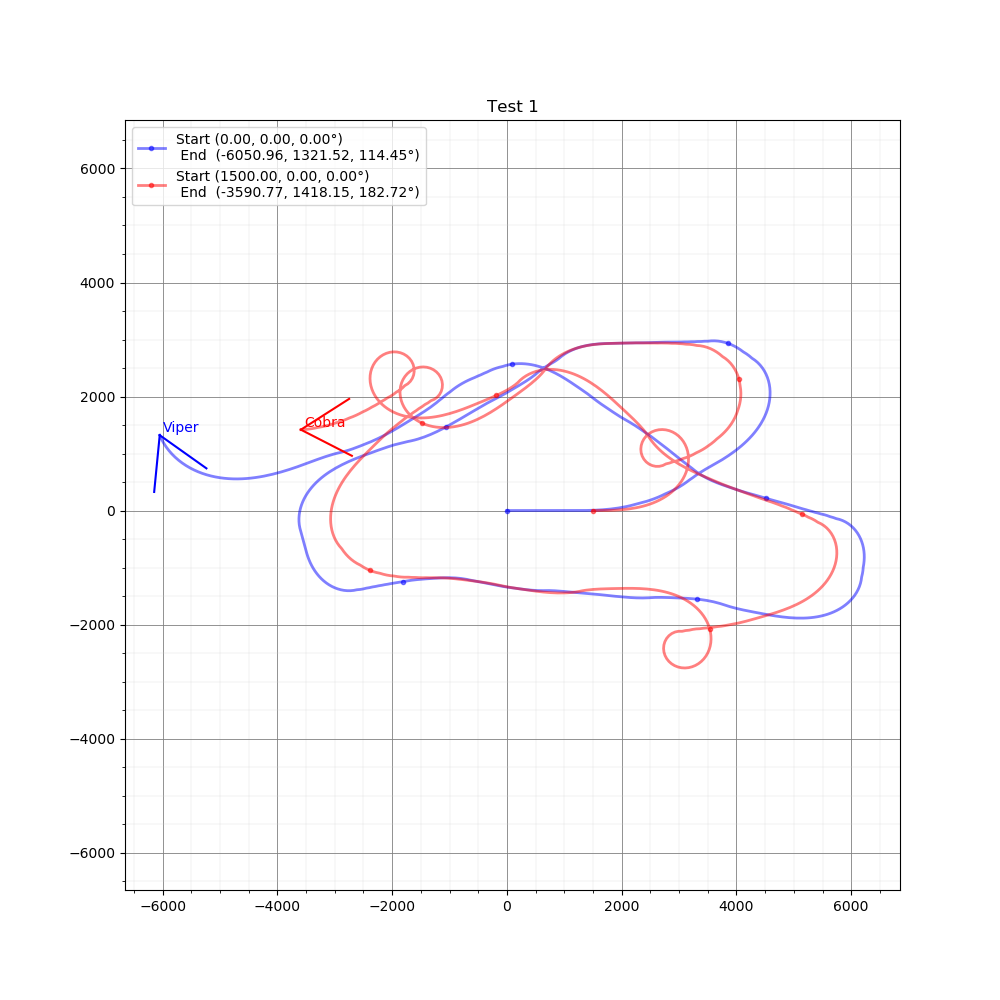 Test 1
Start (0.00, 0.00, 0.00°)
End  (-6050.96, 1321.52, 114.45°)
Start (1500.00, 0.00, 0.00°)
End  (-3590.77, 1418.15, 182.72°)
6000
4000
2000
0
−2000
−4000
−6000
Viper
Cobra
−6000 −4000 −2000 0 2000 4000 6000